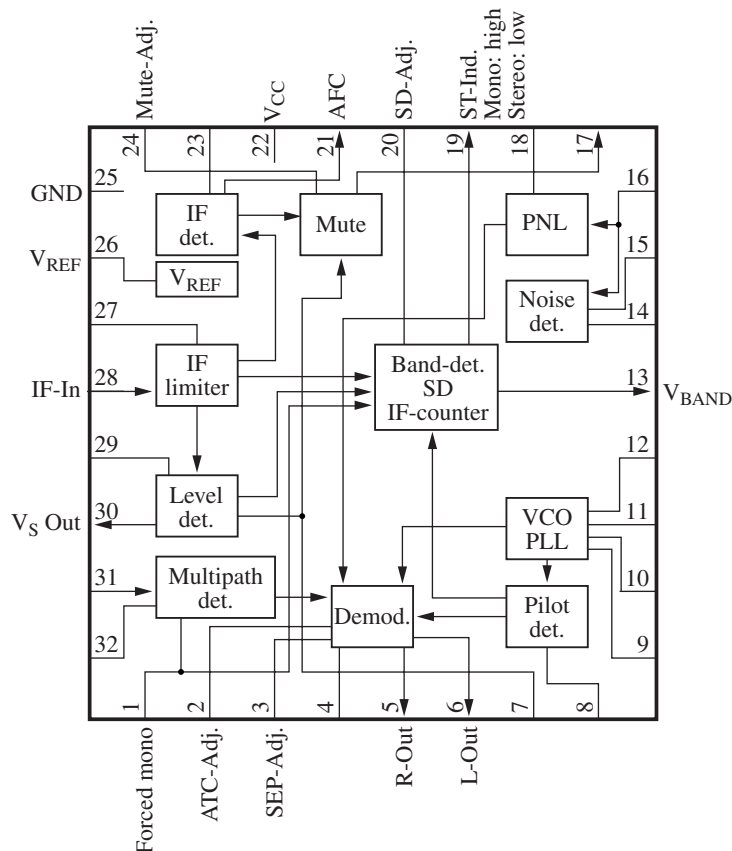 Mute-Adj.
VCC
AFC
SD-Adj.
ST-Ind.
Mono: high
Stereo: low
24
23
22
21
20
19
18
17
GND
25
16
IF
det.
Mute
PNL
VREF
26
VREF
15
Noise
det.
27
14
IF-In
28
IF
limiter
Band-det.
SD
IF-counter
13
VBAND
29
12
VS Out
30
Level
det.
VCO
PLL
11
31
Multipath
det.
10
Demod.
Pilot
det.
32
9
1
2
3
4
5
6
7
8
Forced mono
ATC-Adj.
SEP-Adj.
R-Out
L-Out